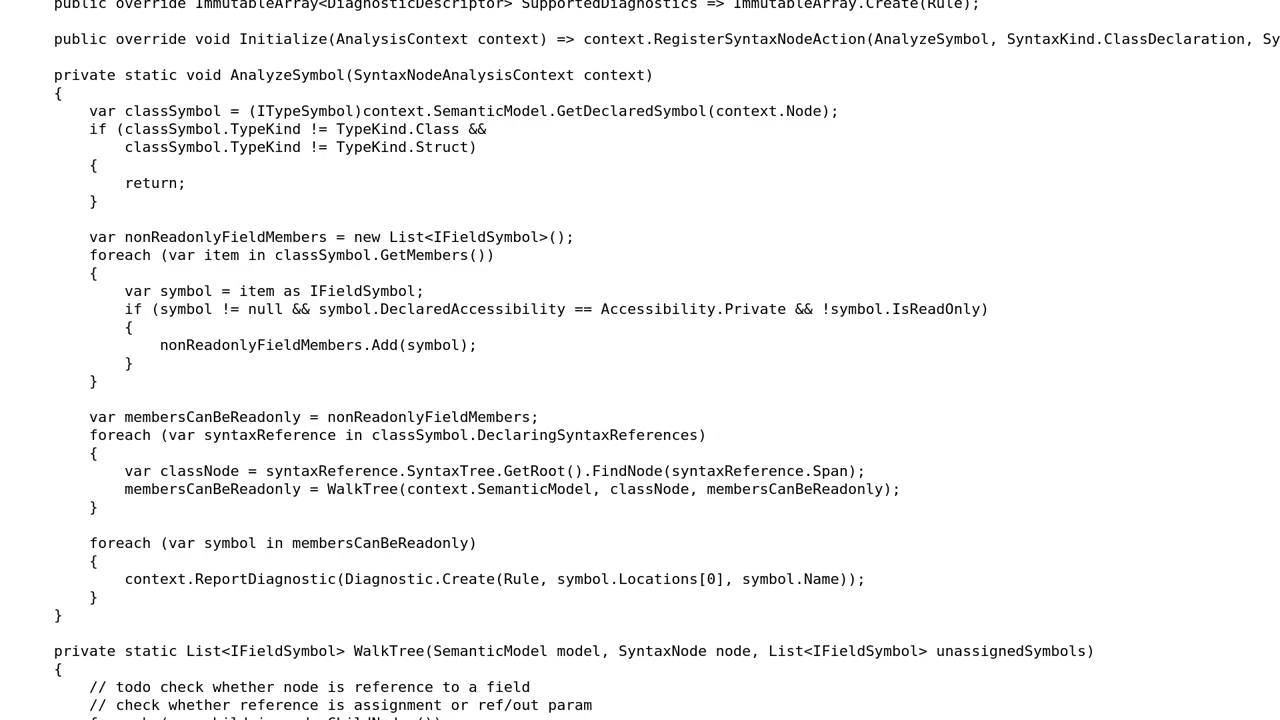 public override ImmutableArray<DiagnosticDescriptor> SupportedDiagnostics => ImmutableArray.Create(Rule);
public override void Initialize(AnalysisContext context) => context.RegisterSyntaxNodeAction(AnalyzeSymbol, SyntaxKind.ClassDeclaration, Sy
private static void AnalyzeSymbol(SyntaxNodeAnalysisContext context)
{
var classSymbol = (ITypeSymbol)context.SemanticModel.GetDeclaredSymbol(context.Node);
if (classSymbol.TypeKind != TypeKind.Class &&
classSymbol.TypeKind != TypeKind.Struct)
{
return;
}
var nonReadonlyFieldMembers = new List<IFieldSymbol>();
foreach (var item in classSymbol.GetMembers())
{
var symbol = item as IFieldSymbol;
if (symbol != null && symbol.DeclaredAccessibility == Accessibility.Private && !symbol.IsReadOnly)
{
nonReadonlyFieldMembers.Add(symbol);
}
}
var membersCanBeReadonly = nonReadonlyFieldMembers;
foreach (var syntaxReference in classSymbol.DeclaringSyntaxReferences)
{
var classNode = syntaxReference.SyntaxTree.GetRoot().FindNode(syntaxReference.Span);
membersCanBeReadonly = WalkTree(context.SemanticModel, classNode, membersCanBeReadonly);
}
foreach (var symbol in membersCanBeReadonly)
{
context.ReportDiagnostic(Diagnostic.Create(Rule, symbol.Locations[0], symbol.Name));
}
}
private static List<IFieldSymbol> WalkTree(SemanticModel model, SyntaxNode node, List<IFieldSymbol> unassignedSymbols)
{
// todo check whether node is reference to a field
// check whether reference is assignment or ref/out param